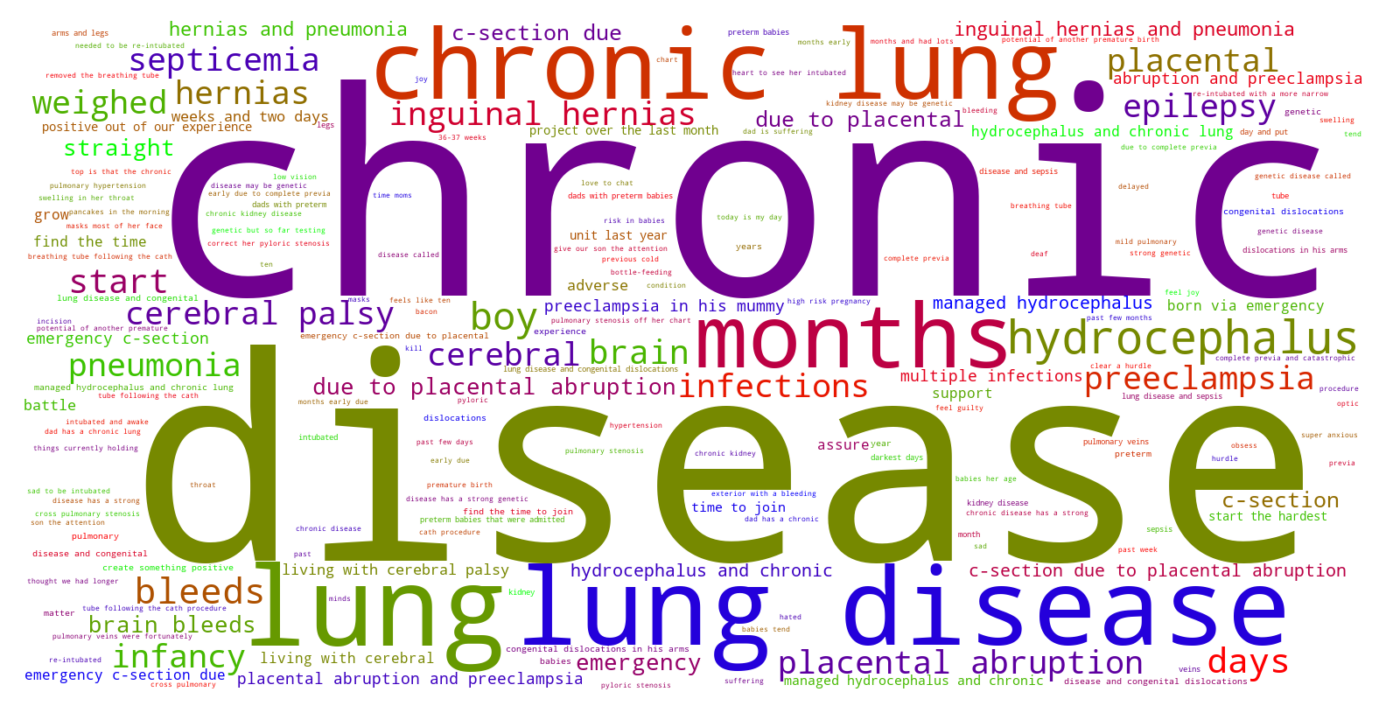 arms and legs
hernias and pneumonia
c-section due
preterm babies
months early
months and had lots
inguinal hernias and pneumonia
needed to be re-intubated
septicemia
chronic lung
chart
potential of another premature birth
placental
removed the breathing tube
joy
heart to see her intubated
abruption and preeclampsia
weighed
hernias
kidney disease may be genetic
re-intubated with a more narrow
inguinal hernias
bleeding
epilepsy
genetic
weeks and two days
due to placental
swelling
positive out of our experience
legs
36-37 weeks
project over the last month
dad is suffering
hydrocephalus and chronic lung
day and put
tend
straight
due to complete previa
chronic
top is that the chronic
low vision
disease and sepsis
genetic disease called
pulmonary hypertension
disease may be genetic
time moms
love to chat
delayed
tube
swelling in her throat
early due to complete previa
dads with preterm babies
breathing tube
dads with preterm
grow
pancakes in the morning
chronic kidney disease
risk in babies
today is my day
congenital dislocations
masks most of her face
genetic but so far testing
unit last year
genetic disease
find the time
correct her pyloric stenosis
give our son the attention
years
mild pulmonary
dislocations in his arms
breathing tube following the cath
disease called
previous cold
complete previa
strong genetic
deaf
ten
bottle-feeding
start
adverse
condition
feel joy
lung disease and congenital
masks
feels like ten
preeclampsia in his mummy
high risk pregnancy
managed hydrocephalus
born via emergency
cerebral palsy
bacon
boy
months
past few months
incision
pulmonary stenosis off her chart
potential of another premature
experience
hydrocephalus
emergency c-section
emergency c-section due to placental
kill
cerebral
brain
complete previa and catastrophic
pneumonia
lung disease and congenital dislocations
clear a hurdle
managed hydrocephalus and chronic lung
due to placental abruption
infections
multiple infections
preeclampsia
procedure
tube following the cath
disease
support
lung disease and sepsis
battle
months early due
pyloric
feel guilty
optic
intubated and awake
dislocations
hypertension
dad has a chronic lung
intubated
past few days
assure
year
pulmonary veins
obsess
super anxious
things currently holding
pulmonary stenosis
chronic kidney
darkest days
preterm
hurdle
previa
early due
throat
premature birth
babies her age
sad to be intubated
exterior with a bleeding
disease has a strong
disease has a strong genetic
kidney disease
c-section
cross pulmonary stenosis
find the time to join
time to join
chronic disease has a strong
start the hardest
son the attention
preterm babies that were admitted
dad has a chronic
chronic disease
cath procedure
sepsis
pulmonary
month
disease and congenital
past
sad
past week
create something positive
living with cerebral palsy
lung
lung disease
hydrocephalus and chronic
c-section due to placental abruption
thought we had longer
bleeds
minds
kidney
matter
tube following the cath procedure
hated
brain bleeds
babies tend
pulmonary veins were fortunately
congenital dislocations in his arms
re-intubated
infancy
living with cerebral
babies
emergency
placental abruption
days
emergency c-section due
veins
cross pulmonary
placental abruption and preeclampsia
pyloric stenosis
suffering
managed hydrocephalus and chronic
disease and congenital dislocations